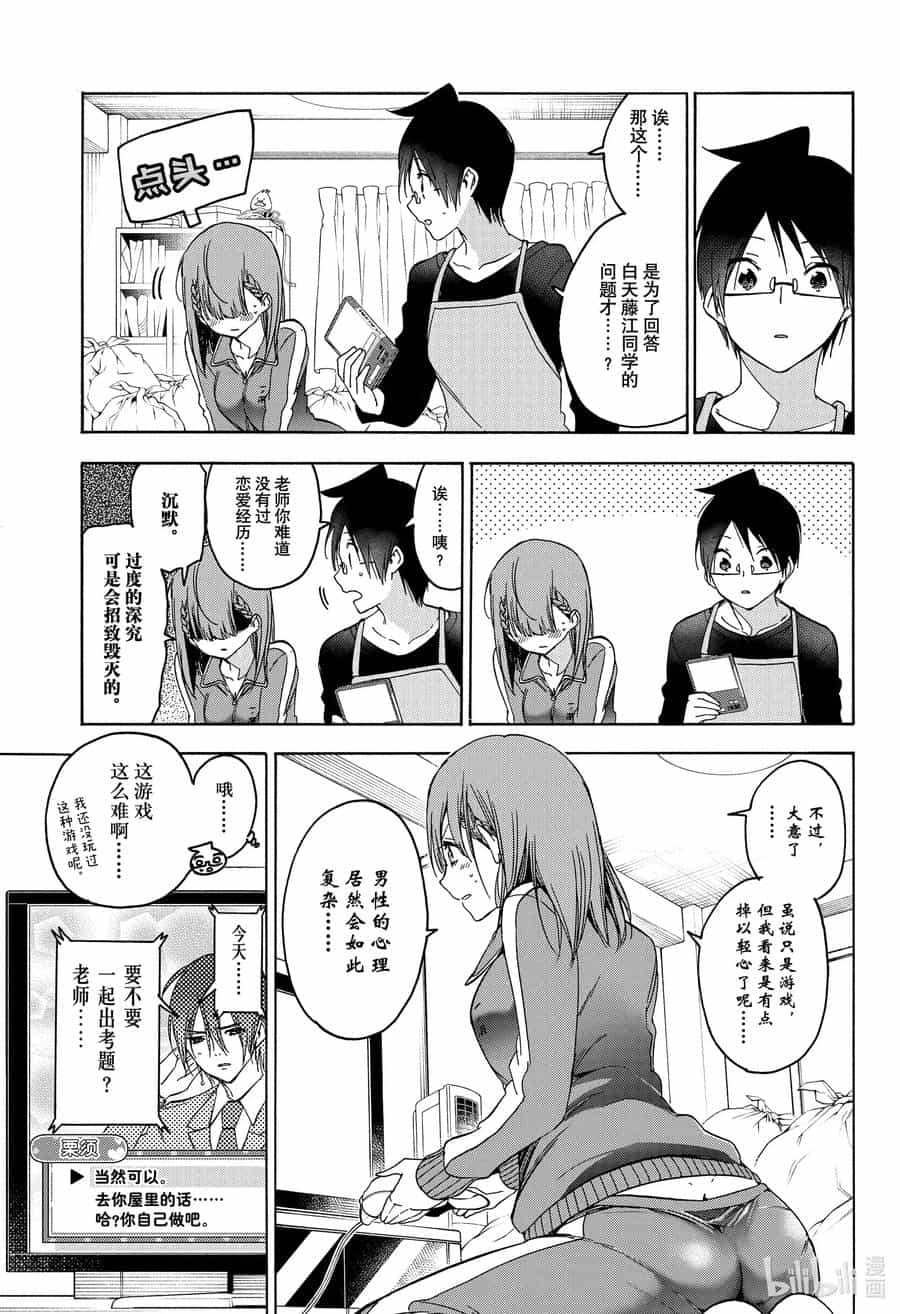 诶……
那这个……
是为了回答
白天藤江同学的
问题才……？
点头…
诶……咦？
老师你难道
没有过
恋爱经历……
沉默。
过度的深究
可是会招致毁灭的。
不过，
大意了
……
虽说只是游戏
但我看来是有点
掉以轻心了呢……
男性的心理
居然会如此
复杂……
哦…
这游戏
这么难啊……
我还没玩过
这种游戏呢。
今天…
要不要
一起出考题？
老师……
栗须
▶ 当然可以。
去你屋里的话……
哈?你自己做吧。
bilibili
漫画